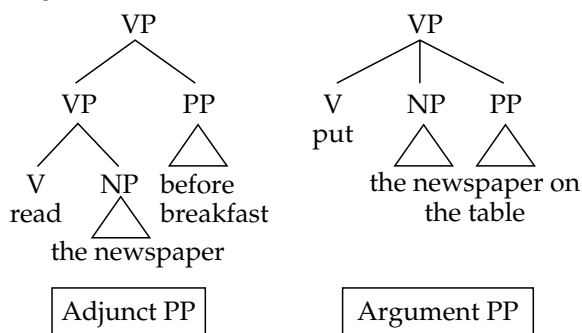 VP VP
VP PP V NP PP
put
V NP before the newspaper on
read breakfast the table
the newspaper
Adjunct PP Argument PP